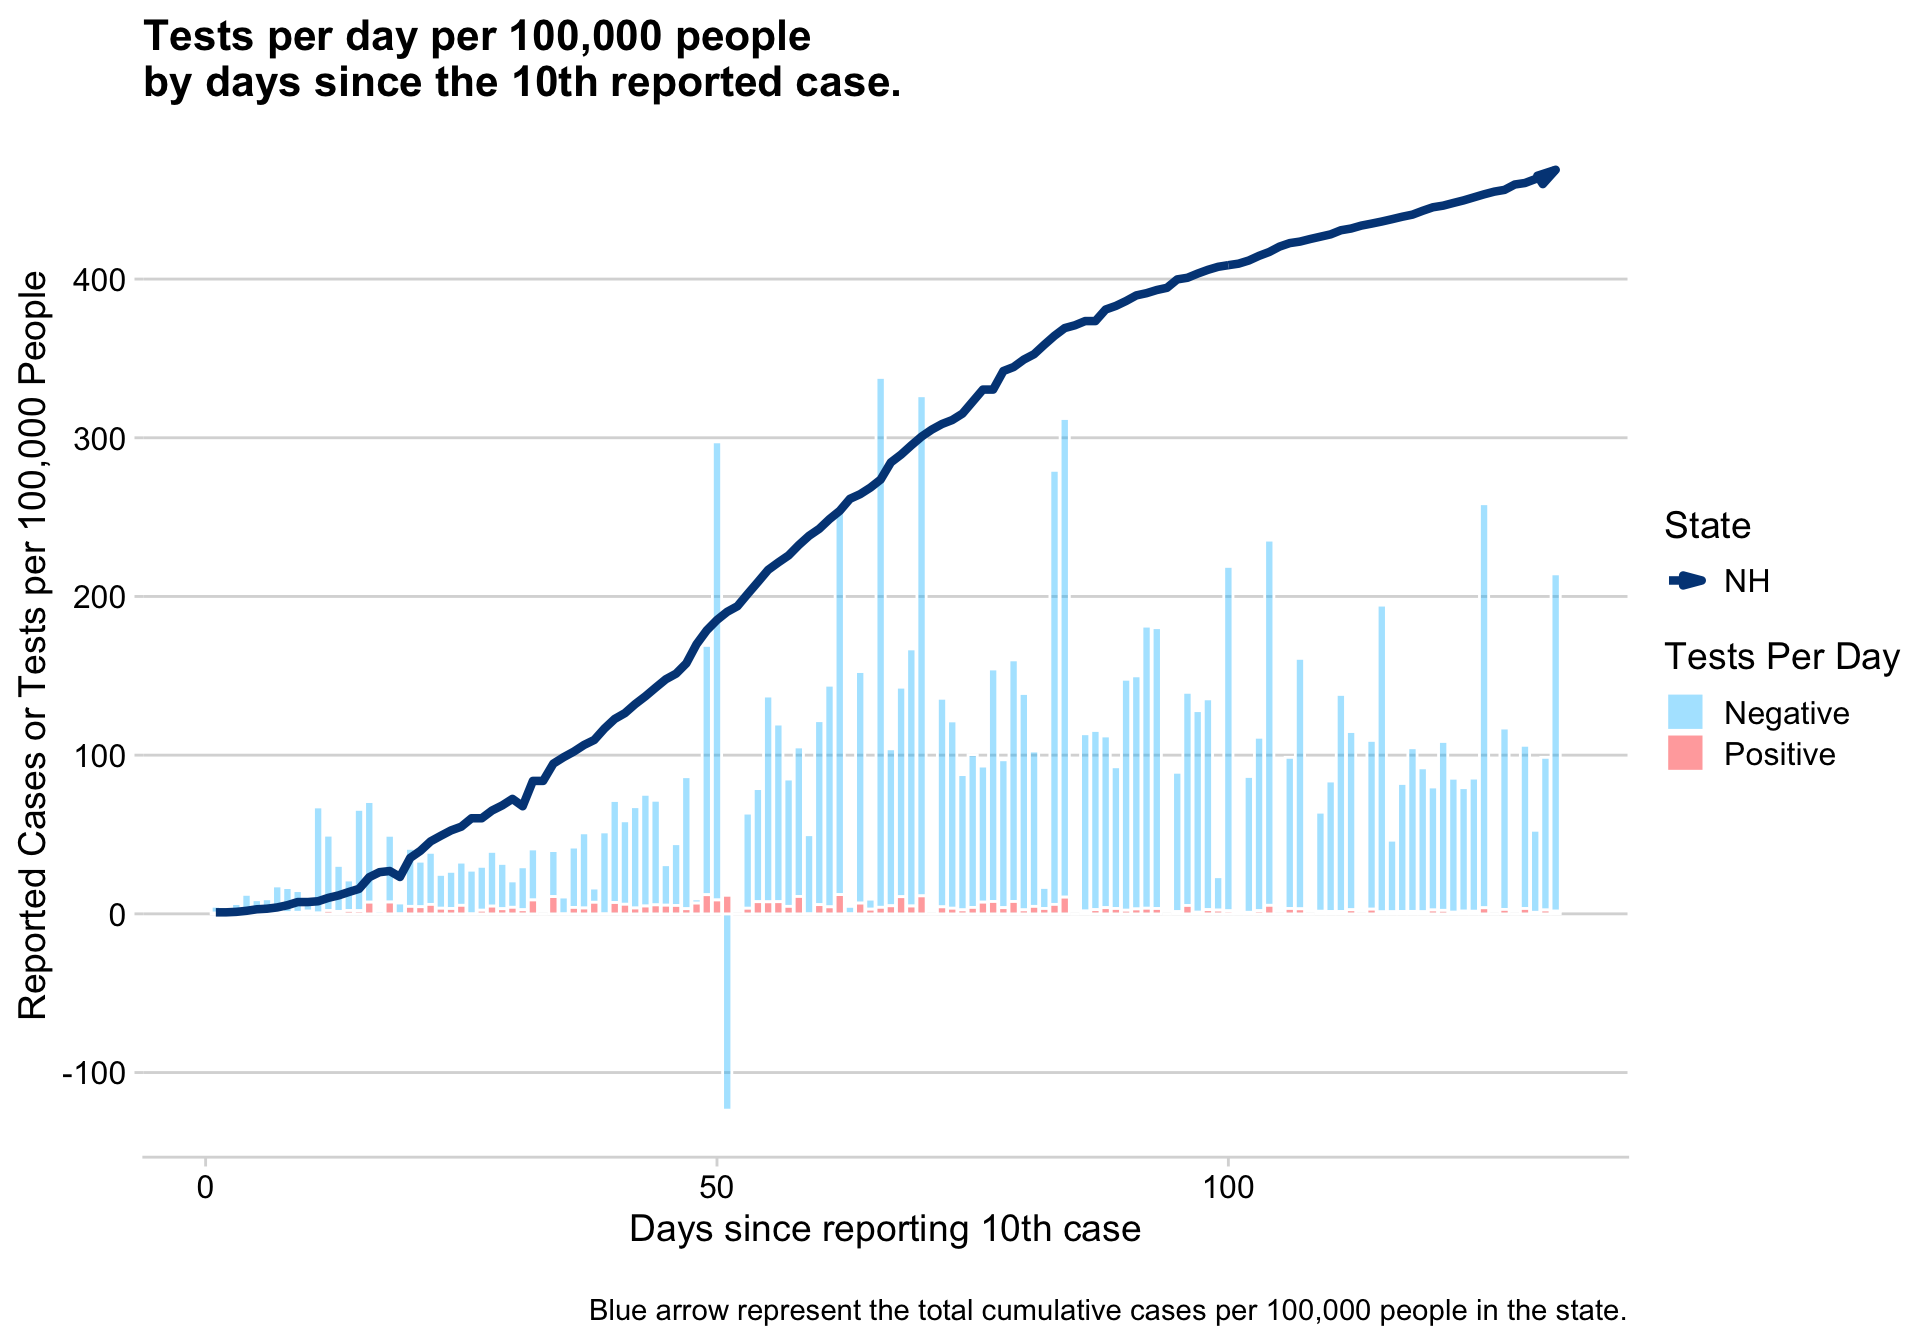 Tests per day per 100,000 people
by days since the 10th reported case.
Reported Cases or Tests per 100,000 People
400
300
200
100
0
-100
0
50
100
Days since reporting 10th case
State
NH
Tests Per Day
Negative
Positive
Blue arrow represent the total cumulative cases per 100,000 people in the state.